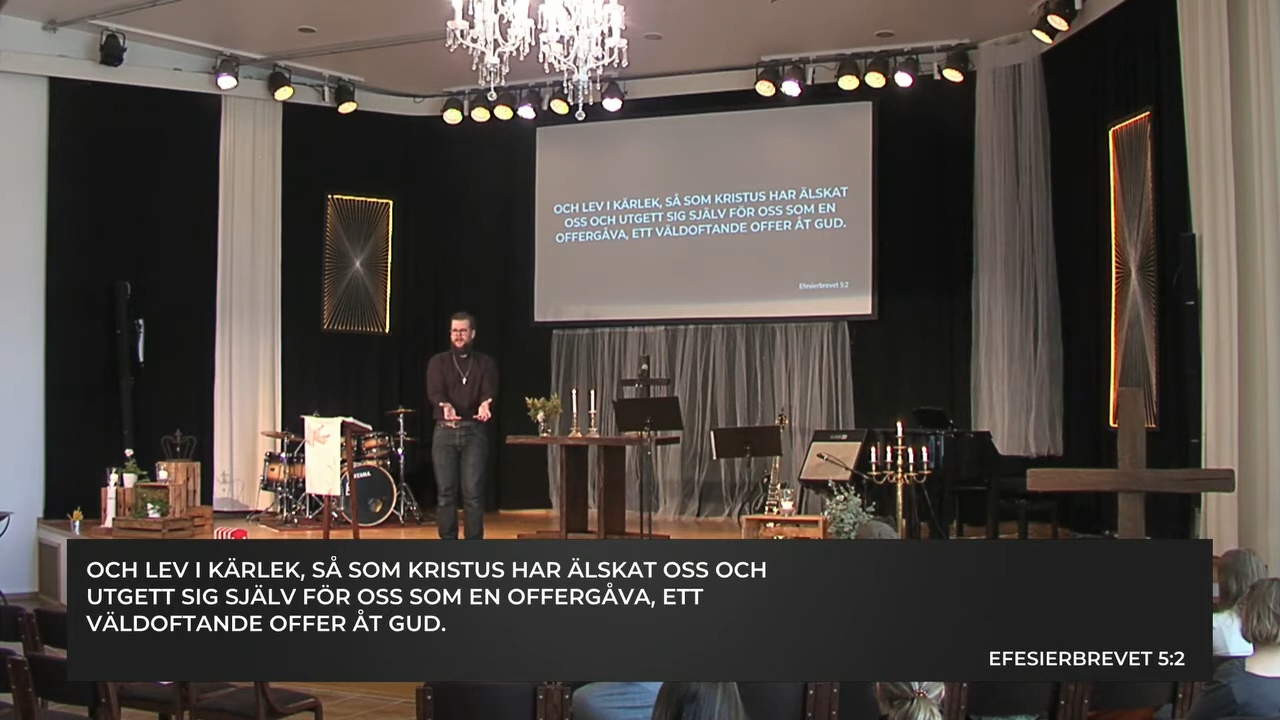 OCH LEV I KÄRLEK, SÅ SOM KRISTUS HAR ÄLSKAT
OSS OCH UTGETT SIG SJÄLV FÖR OSS SOM EN
OFFERGÅVA, ETT VÄLDOFTANDE OFFER ÅT GUD.
Efesierbrevet 5:2
TAMA
OCH LEV I KÄRLEK, SÅ SOM KRISTUS HAR ÄLSKAT OSS OCH
UTGETT SIG SJÄLV FÖR OSS SOM EN OFFERGÅVA, ETT
VÄLDOFTANDE OFFER ÅT GUD.
EFESIERBREVET 5:2